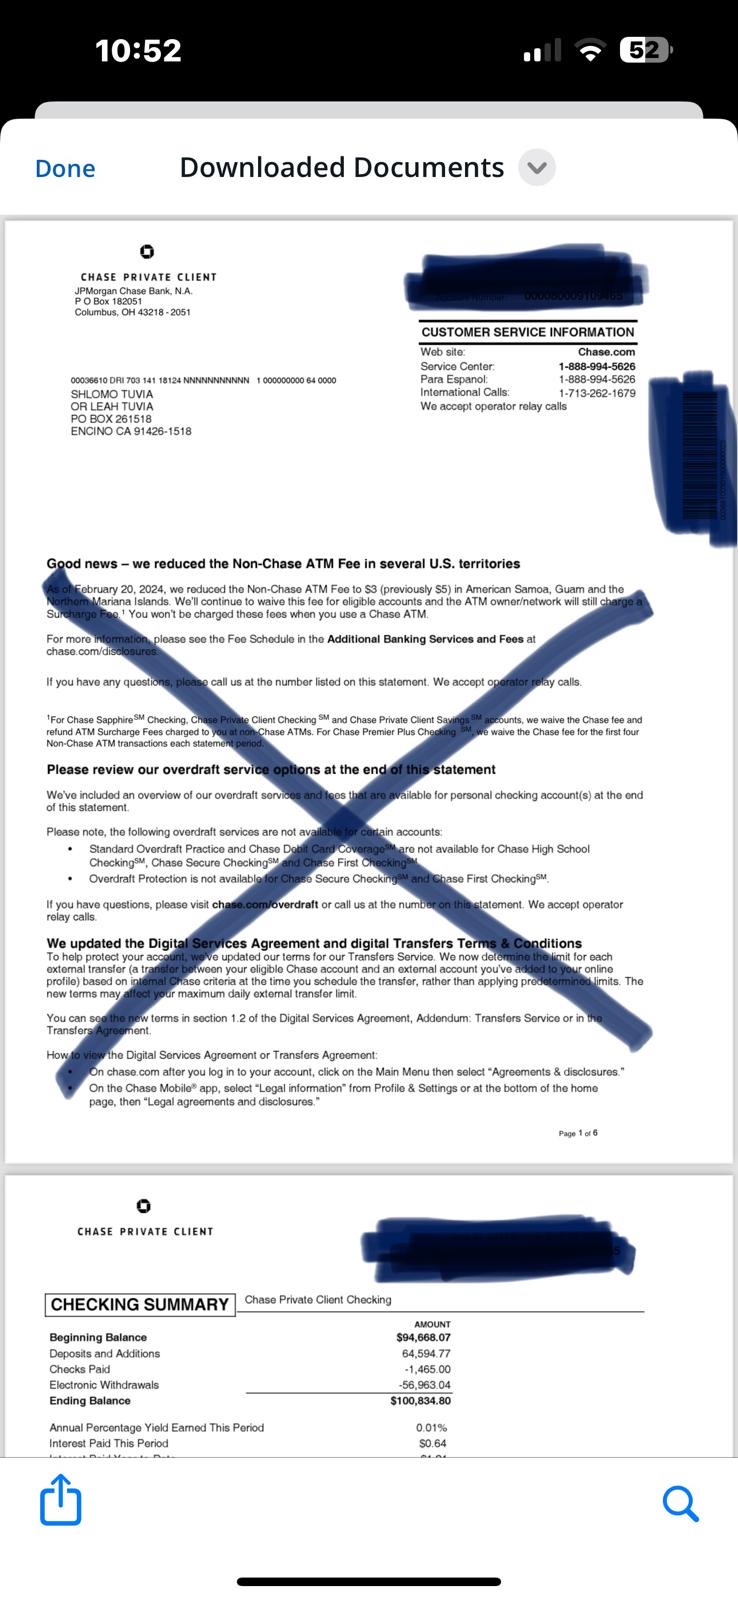 10:52
52
Done
Downloaded Documents
CHASE PRIVATE CLIENT
JPMorgan Chase Bank, N.A.
P O Box 182051
Columbus, OH 43218 - 2051
CUSTOMER SERVICE INFORMATION
Web site: Chase.com
Service Center: 1-888-994-5626
Para Espanol: 1-888-994-5626
International Calls: 1-713-262-1679
We accept operator relay calls
00036610 DRI 703 141 18124 NNNNNNNNNNN 1 000000000 64 0000
SHLOMO TUVIA
OR LEAH TUVIA
PO BOX 261518
ENCINO CA 91426-1518
Good news – we reduced the Non-Chase ATM Fee in several U.S. territories
As of February 20, 2024, we reduced the Non-Chase ATM Fee to $3 (previously $5) in American Samoa, Guam and the
Northern Mariana Islands. We'll continue to waive this fee for eligible accounts and the ATM owner/network will still charge a
Surcharge Fee.¹ You won't be charged these fees when you use a Chase ATM.
For more information, please see the Fee Schedule in the Additional Banking Services and Fees at
chase.com/disclosures.
If you have any questions, please call us at the number listed on this statement. We accept operator relay calls.
¹For Chase Sapphire℠ Checking, Chase Private Client Checking ℠ and Chase Private Client Savings ℠ accounts, we waive the Chase fee and
refund ATM Surcharge Fees charged to you at non-Chase ATMs. For Chase Premier Plus Checking ℠, we waive the Chase fee for the first four
Non-Chase ATM transactions each statement period.
Please review our overdraft service options at the end of this statement
We've included an overview of our overdraft services and fees that are available for personal checking account(s) at the end
of this statement.
Please note, the following overdraft services are not available for certain accounts:
• Standard Overdraft Practice and Chase Debit Card Coverage℠ are not available for Chase High School
Checking℠, Chase Secure Checking℠ and Chase First Checking℠.
• Overdraft Protection is not available for Chase Secure Checking℠ and Chase First Checking℠.
If you have questions, please visit chase.com/overdraft or call us at the number on this statement. We accept operator
relay calls.
We updated the Digital Services Agreement and digital Transfers Terms & Conditions
To help protect your account, we've updated our terms for our Transfers Service. We now determine the limit for each
external transfer (a transfer between your eligible Chase account and an external account you've added to your online
profile) based on internal Chase criteria at the time you schedule the transfer, rather than applying predetermined limits. The
new terms may affect your maximum daily external transfer limit.
You can see the new terms in section 1.2 of the Digital Services Agreement, Addendum: Transfers Service or in the
Transfers Agreement.
How to view the Digital Services Agreement or Transfers Agreement:
• On chase.com after you log in to your account, click on the Main Menu then select “Agreements & disclosures.”
• On the Chase Mobile® app, select “Legal information” from Profile & Settings or at the bottom of the home
page, then “Legal agreements and disclosures.”
Page 1 of 6
CHASE PRIVATE CLIENT
CHECKING SUMMARY
Chase Private Client Checking
AMOUNT
Beginning Balance $94,668.07
Deposits and Additions 64,594.77
Checks Paid -1,465.00
Electronic Withdrawals -56,963.04
Ending Balance $100,834.80
Annual Percentage Yield Earned This Period 0.01%
Interest Paid This Period $0.64